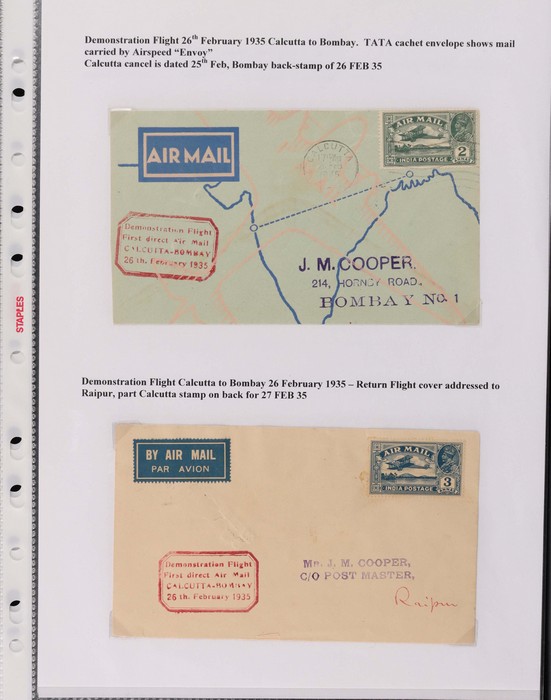 Demonstration Flight 26th February 1935 Calcutta to Bombay. TATA cachet envelope shows mail
carried by Airspeed “Envoy”
Calcutta cancel is dated 25th Feb, Bombay back-stamp of 26 FEB 35
AIR MAIL
CALCUTTA
AIR MAIL
2
INDIA POSTAGE
Demonstration Flight
First direct Air Mail
CALCUTTA-BOMBAY
26th. February 1935
J. M. COOPER.
214, HORNBY ROAD,
BOMBAY No. 1
STAPLES
Demonstration Flight Calcutta to Bombay 26 February 1935 – Return Flight cover addressed to
Raipur, part Calcutta stamp on back for 27 FEB 35
BY AIR MAIL
PAR AVION
AIR MAIL
3
INDIA POSTAGE
Demonstration Flight
First direct Air Mail
CALCUTTA-BOMBAY
26 th. February 1935
MR. J. M. COOPER,
C/O POST MASTER,
Raipur